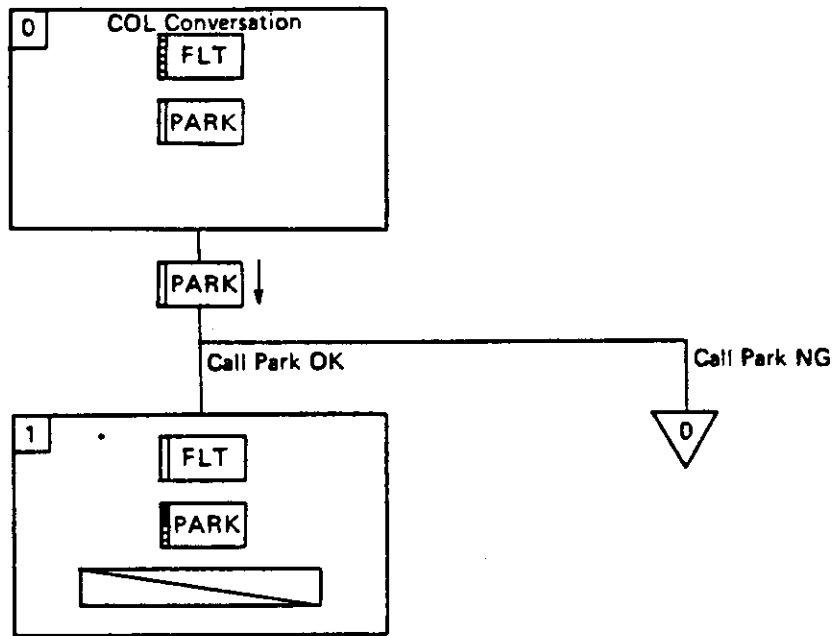 0
COL Conversation
FLT
PARK
PARK
Call Park OK
Call Park NG
1
0
FLT
PARK